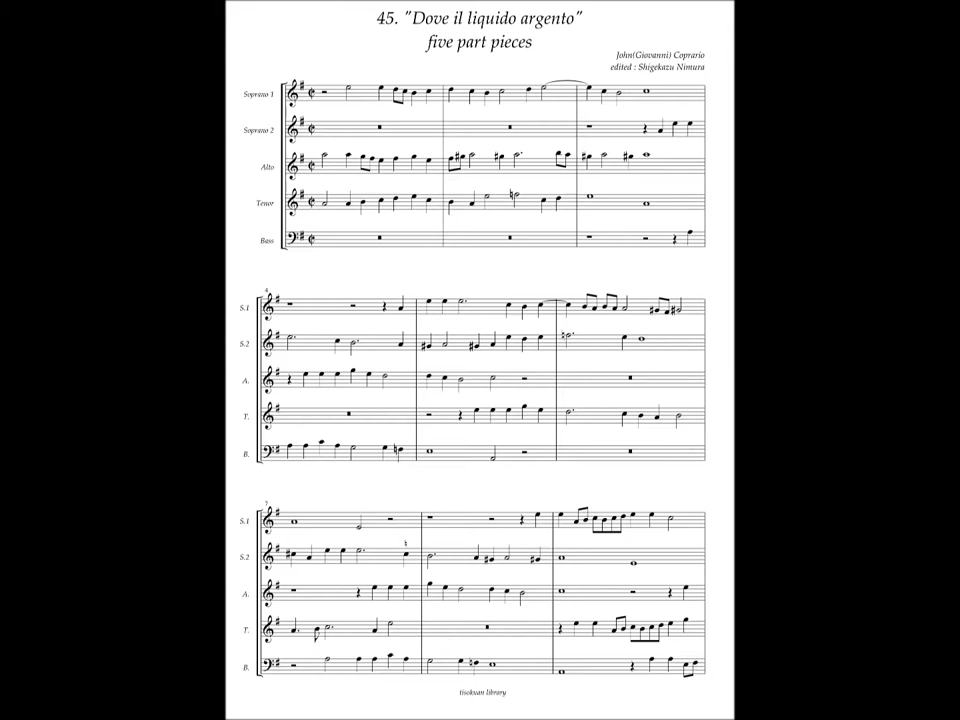 45. "Dove il liquido argento"
five part pieces
John(Giovanni) Coprario
edited : Shigekazu Nimura
Soprano 1
Soprano 2
Alto
Tenor
Bass
4
S.1
S.2
A.
T.
B.
7
S.1
S.2
A.
T.
B.
tisokuan library